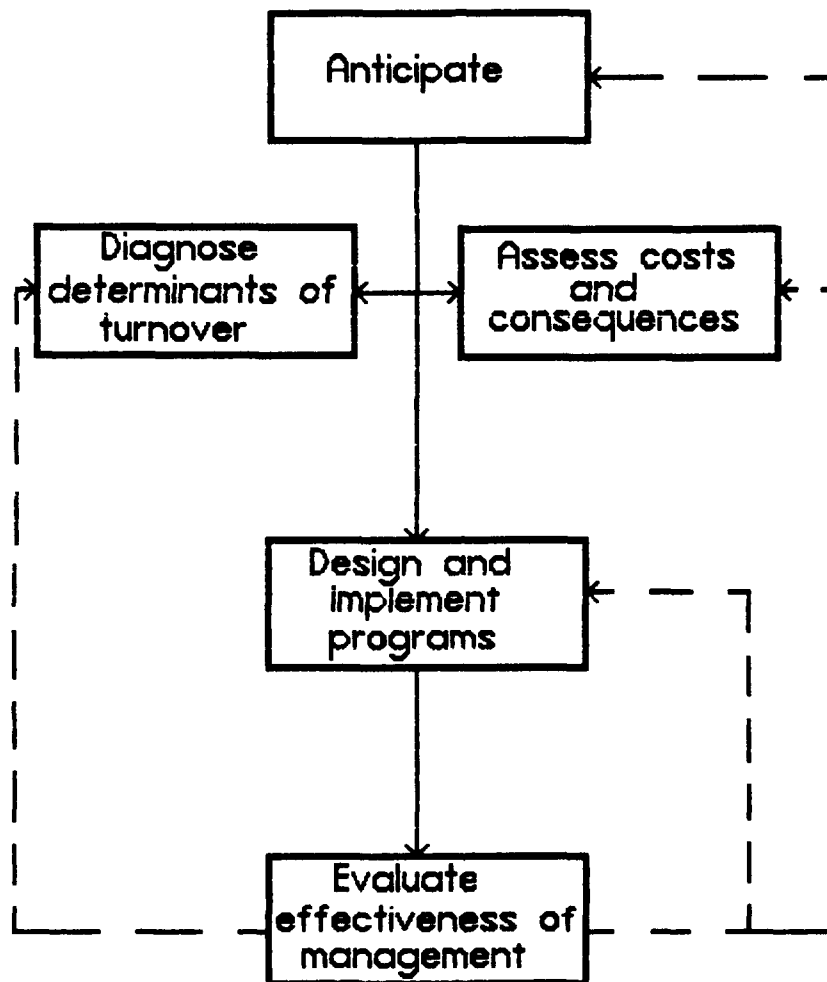 Anticipate
Diagnose
determinants of
turnover
Assess costs
and
consequences
Design and
implement
programs
Evaluate
effectiveness of
management